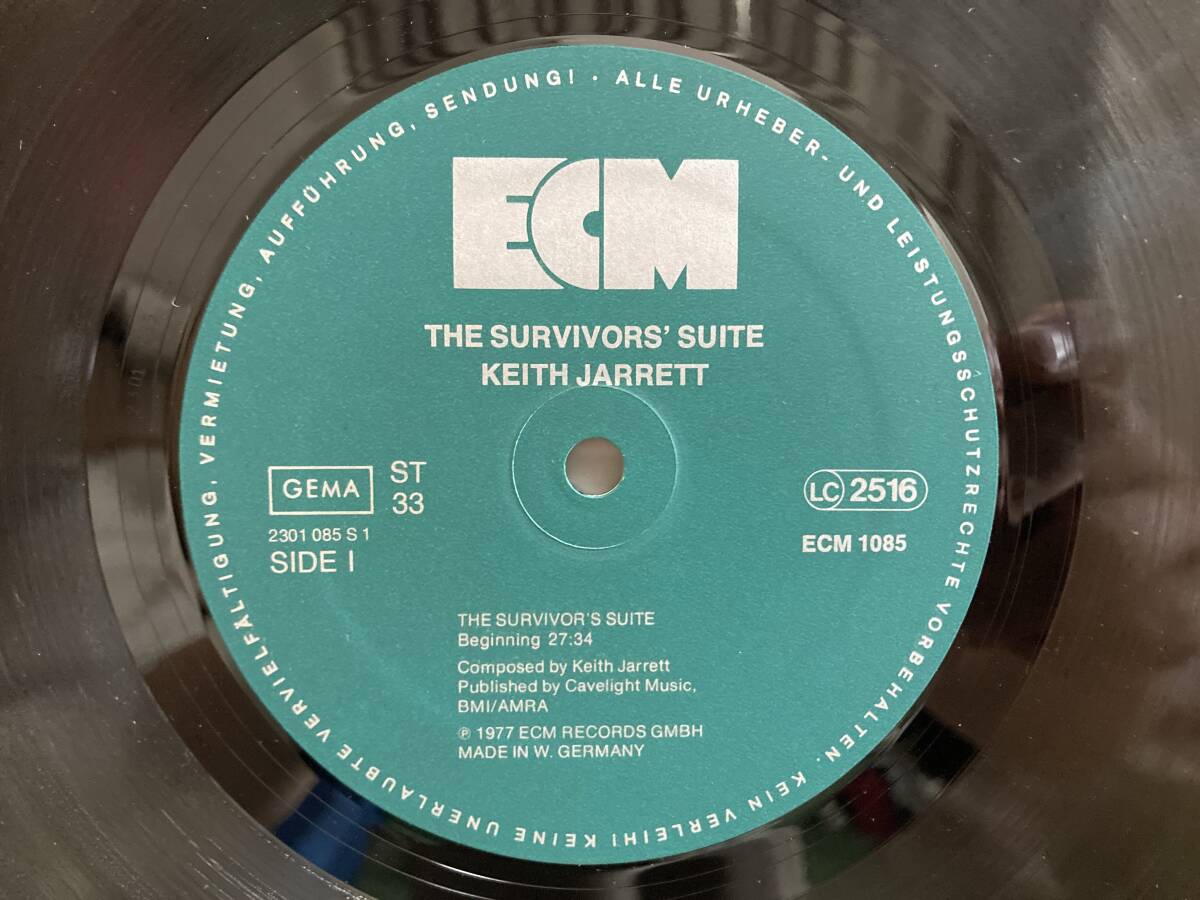 ALLE URHEBER- UND LEISTUNGSSCHUTZRECHTE VORBEHALTEN. KEIN VERLEIH! KEINE UNERLAUBTE VERVIELFÄLTIGUNG, VERMIETUNG, AUFFÜHRUNG, SENDUNG! ·
ECM
THE SURVIVORS' SUITE
KEITH JARRETT
GEMA
ST
33
2301 085 S 1
SIDE I
LC 2516
ECM 1085
THE SURVIVOR'S SUITE
Beginning 27:34
Composed by Keith Jarrett
Published by Cavelight Music,
BMI/AMRA
℗ 1977 ECM RECORDS GMBH
MADE IN W. GERMANY